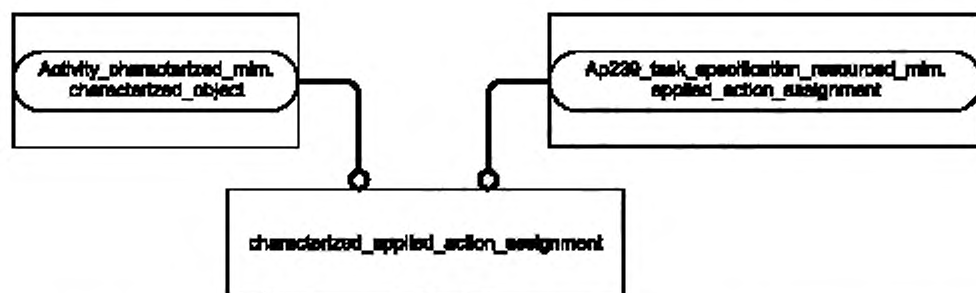 Activity_characterized_mim.
characterized_object
Ap239_task_specification_resourced_mim.
applied_action_assignment
characterized_applied_action_assignment